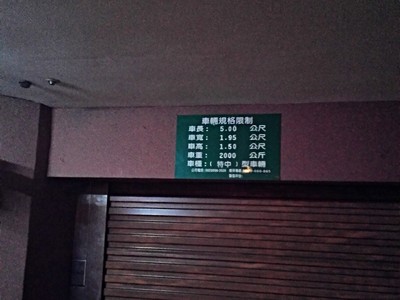 車輛規格限制
車長： 5.00 公尺
車寬： 1.95 公尺
車高： 1.50 公尺
車重： 2000 公斤
車種：（ 特中 ）型車輛